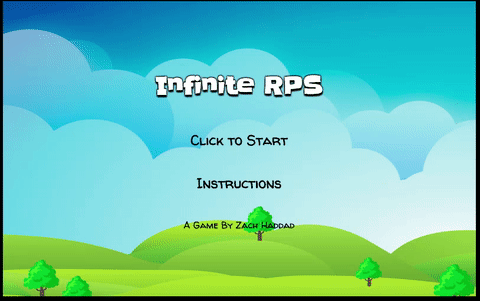 Infinite RPS
Click to Start
Instructions
A Game By Zach Haddad